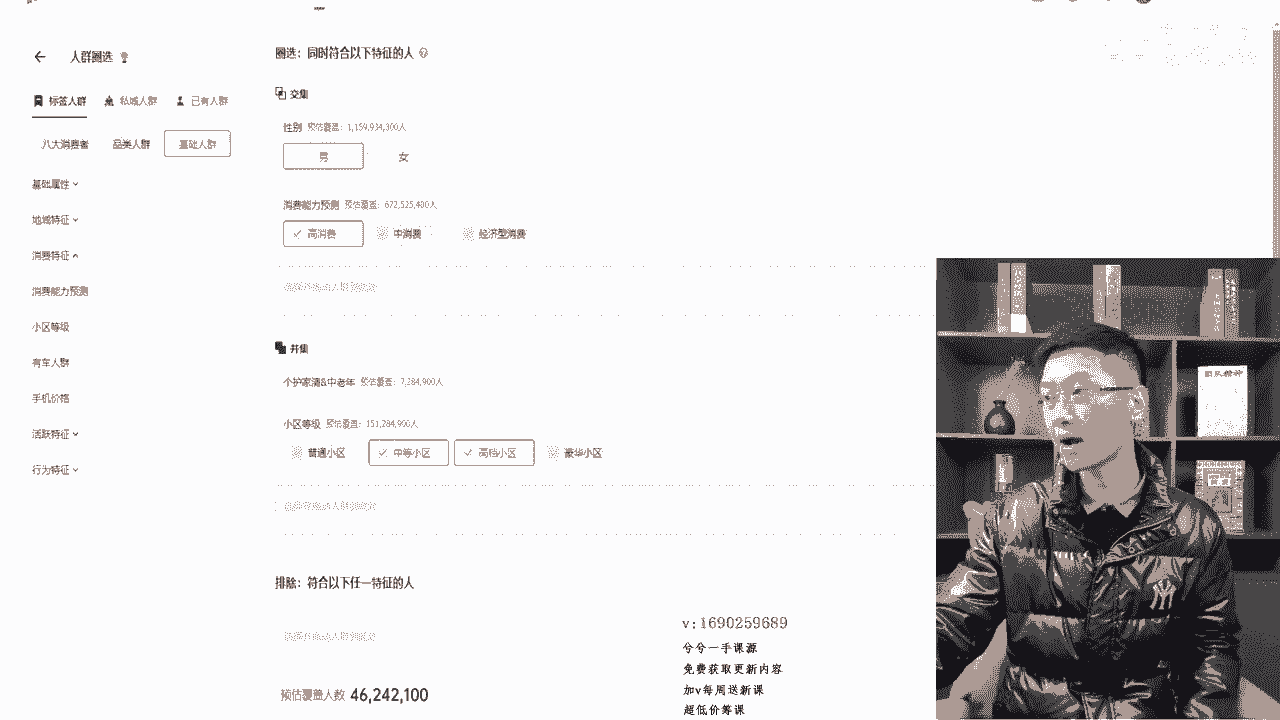 人群圈选
标签人群 私域人群 已有人群
八大消费者 品类人群 基础人群
基础属性
地域特征
消费特征
消费能力预测
小区等级
有车人群
手机价格
活跃特征
行为特征
圈选：同时符合以下特征的人
交集
性别 预估覆盖：1,159,934,300人
男 女
消费能力预测 预估覆盖：672,525,400人
高消费 中消费 经济型消费
并集
个护家清&中老年 预估覆盖：7,284,900人
小区等级 预估覆盖：151,284,900人
普通小区 中等小区 高档小区 豪华小区
排除：符合以下任一特征的人
预估覆盖人数 46,242,100
v:1690259689
兮兮一手课源
免费获取更新内容
加v每周送新课
超低价筹课